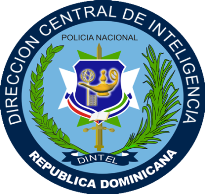 DIRECCION CENTRAL DE INTELIGENCIA
POLICIA NACIONAL
DINTEL
REPUBLICA DOMINICANA